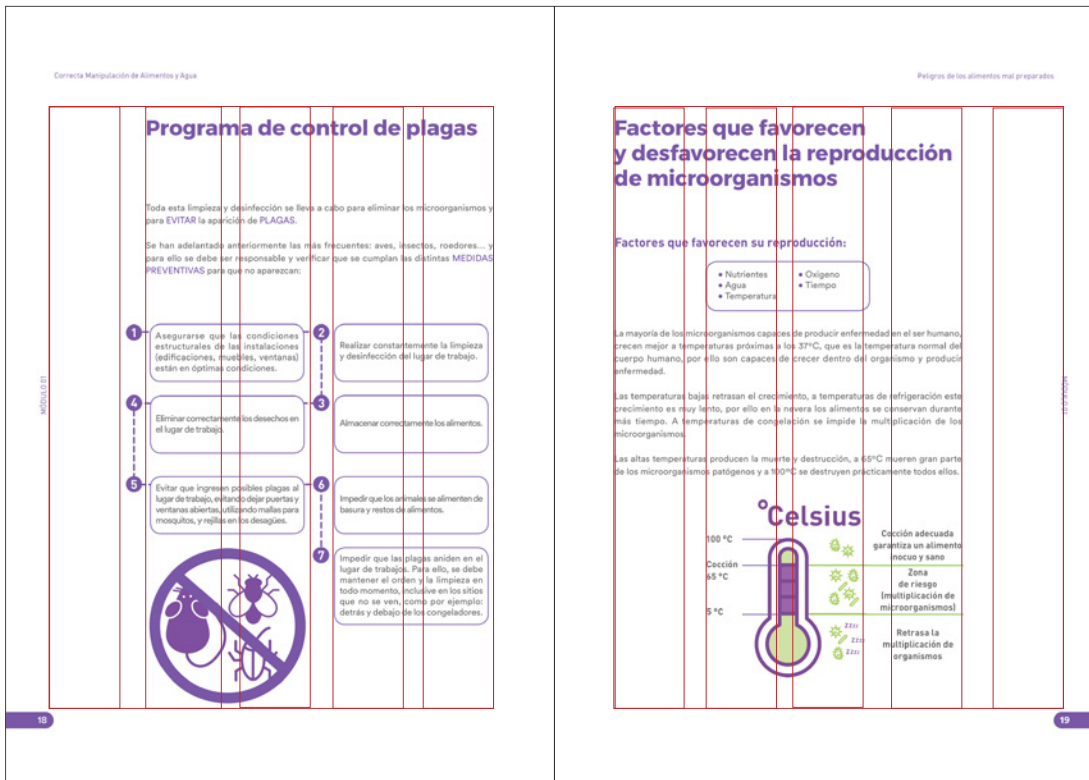 Correcta Manipulación de Alimentos y Agua
Programa de control de plagas
Toda esta limpieza y desinfección se lleva a cabo para eliminar los microorganismos y
para EVITAR la aparición de PLAGAS.
Se han adelantado anteriormente las más frecuentes: aves, insectos, roedores... y
para ello se debe ser responsable y verificar que se cumplan las distintas MEDIDAS
PREVENTIVAS para que no aparezcan:
1
Asegurarse que las condiciones
estructurales de las instalaciones
(edificaciones, muebles, ventanas)
están en óptimas condiciones.
2
Realizar constantemente la limpieza
y desinfección del lugar de trabajo.
3
Almacenar correctamente los alimentos.
4
Eliminar correctamente los desechos en
el lugar de trabajo.
5
Evitar que ingresen posibles plagas al
lugar de trabajo, evitando dejar puertas y
ventanas abiertas, utilizando mallas para
mosquitos, y rejillas en los desagües.
6
Impedir que los animales se alimenten de
basura y restos de alimentos.
7
Impedir que las plagas aniden en el
lugar de trabajos. Para ello, se debe
mantener el orden y la limpieza en
todo momento, inclusive en los sitios
que no se ven, como por ejemplo:
detrás y debajo de los congeladores.
MÓDULO 01
18
Peligros de los alimentos mal preparados
Factores que favorecen
y desfavorecen la reproducción
de microorganismos
Factores que favorecen su reproducción:
• Nutrientes
• Agua
• Temperatura
• Oxigeno
• Tiempo
La mayoría de los microorganismos capaces de producir enfermedad en el ser humano,
crecen mejor a temperaturas próximas a los 37ºC, que es la temperatura normal del
cuerpo humano, por ello son capaces de crecer dentro del organismo y producir
enfermedad.
Las temperaturas bajas retrasan el crecimiento, a temperaturas de refrigeración este
crecimiento es muy lento, por ello en la nevera los alimentos se conservan durante
más tiempo. A temperaturas de congelación se impide la multiplicación de los
microorganismos.
Las altas temperaturas producen la muerte y destrucción, a 65ºC mueren gran parte
de los microorganismos patógenos y a 100ºC se destruyen prácticamente todos ellos.
°Celsius
100 ºC
Cocción
65 ºC
5 ºC
Cocción adecuada
garantiza un alimento
inocuo y sano
Zona
de riesgo
(multiplicación de
microorganismos)
Zzzz
Zzzz
Zzzz
Retrasa la
multiplicación de
organismos
MÓDULO 01
19